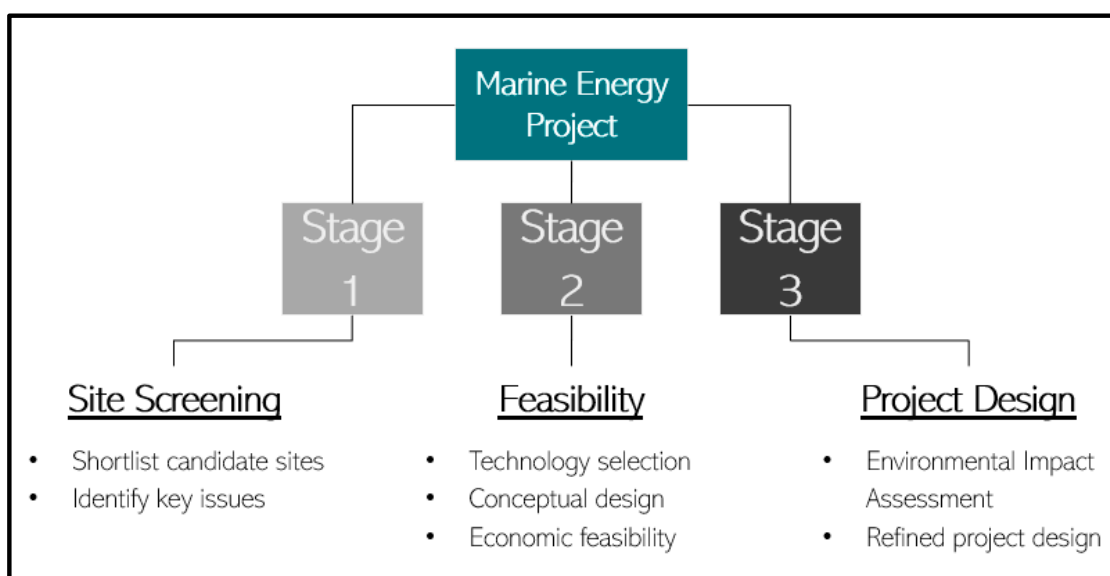 Marine Energy
Project
Stage
1
Stage
2
Stage
3
Site Screening
• Shortlist candidate sites
• Identify key issues
Feasibility
• Technology selection
• Conceptual design
• Economic feasibility
Project Design
• Environmental Impact
Assessment
• Refined project design